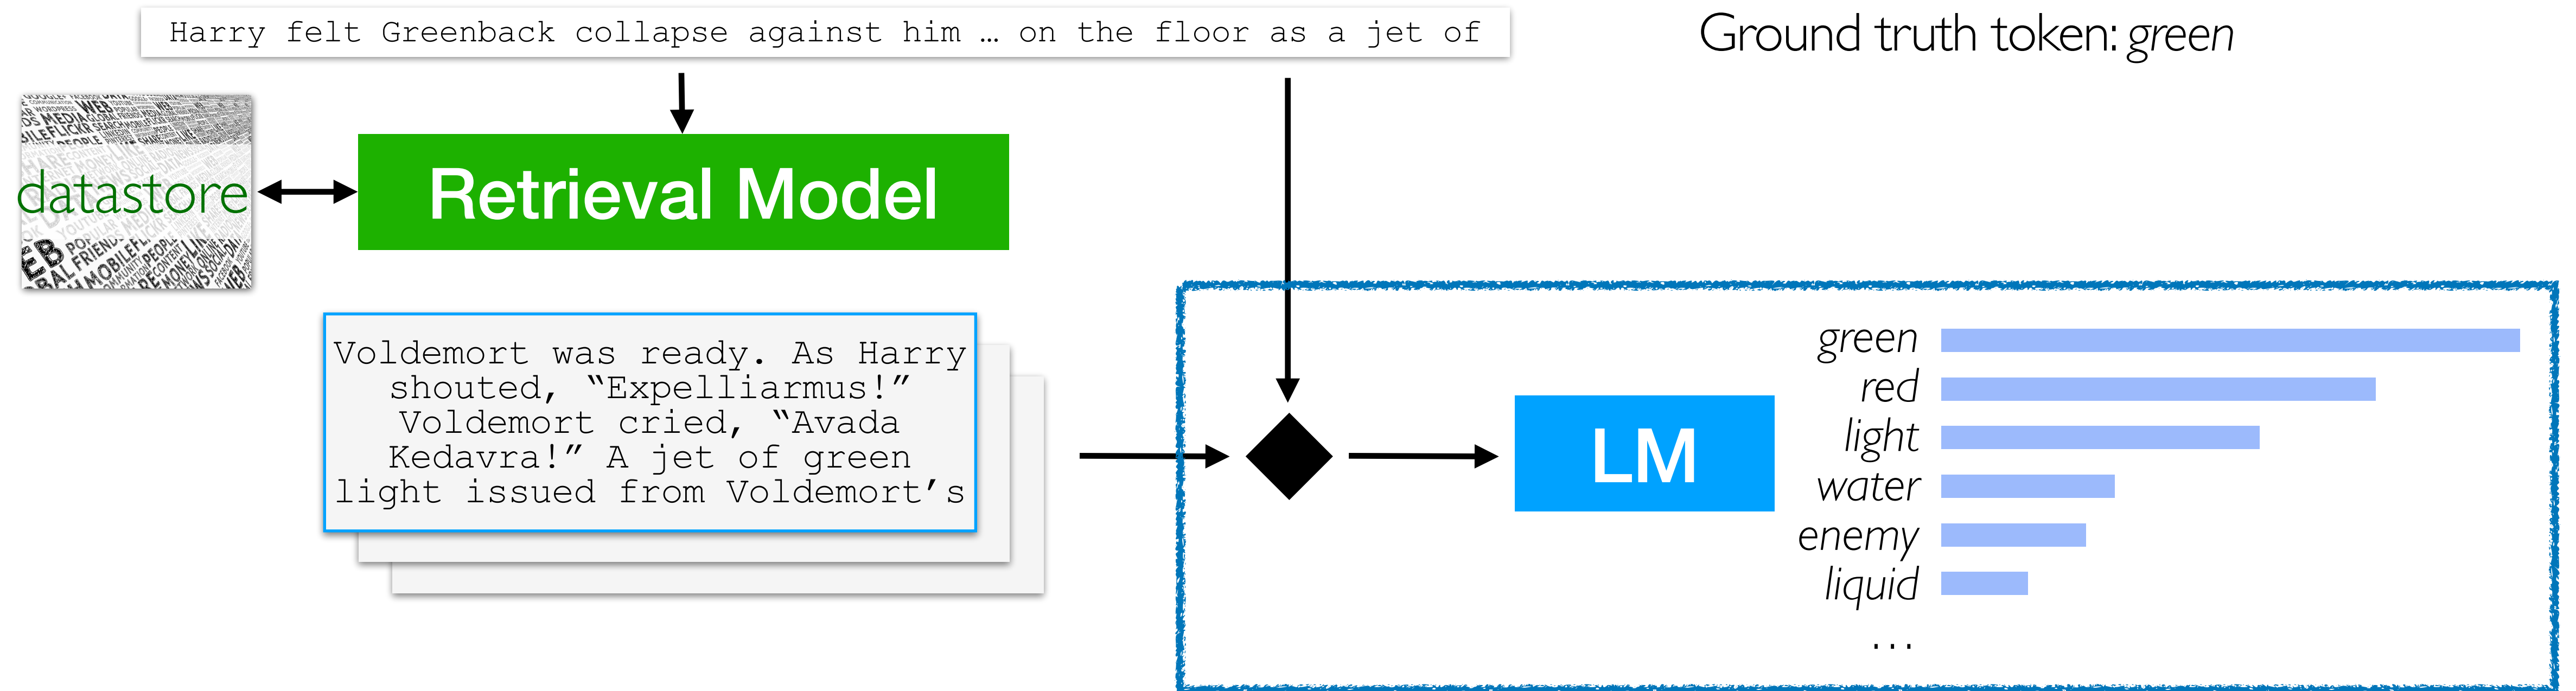 Harry felt Greenback collapse against him … on the floor as a jet of
Ground truth token: green
datastore
Retrieval Model
Voldemort was ready. As Harry
shouted, “Expelliarmus!”
Voldemort cried, “Avada
Kedavra!” A jet of green
light issued from Voldemort’s
LM
green
red
light
water
enemy
liquid
...